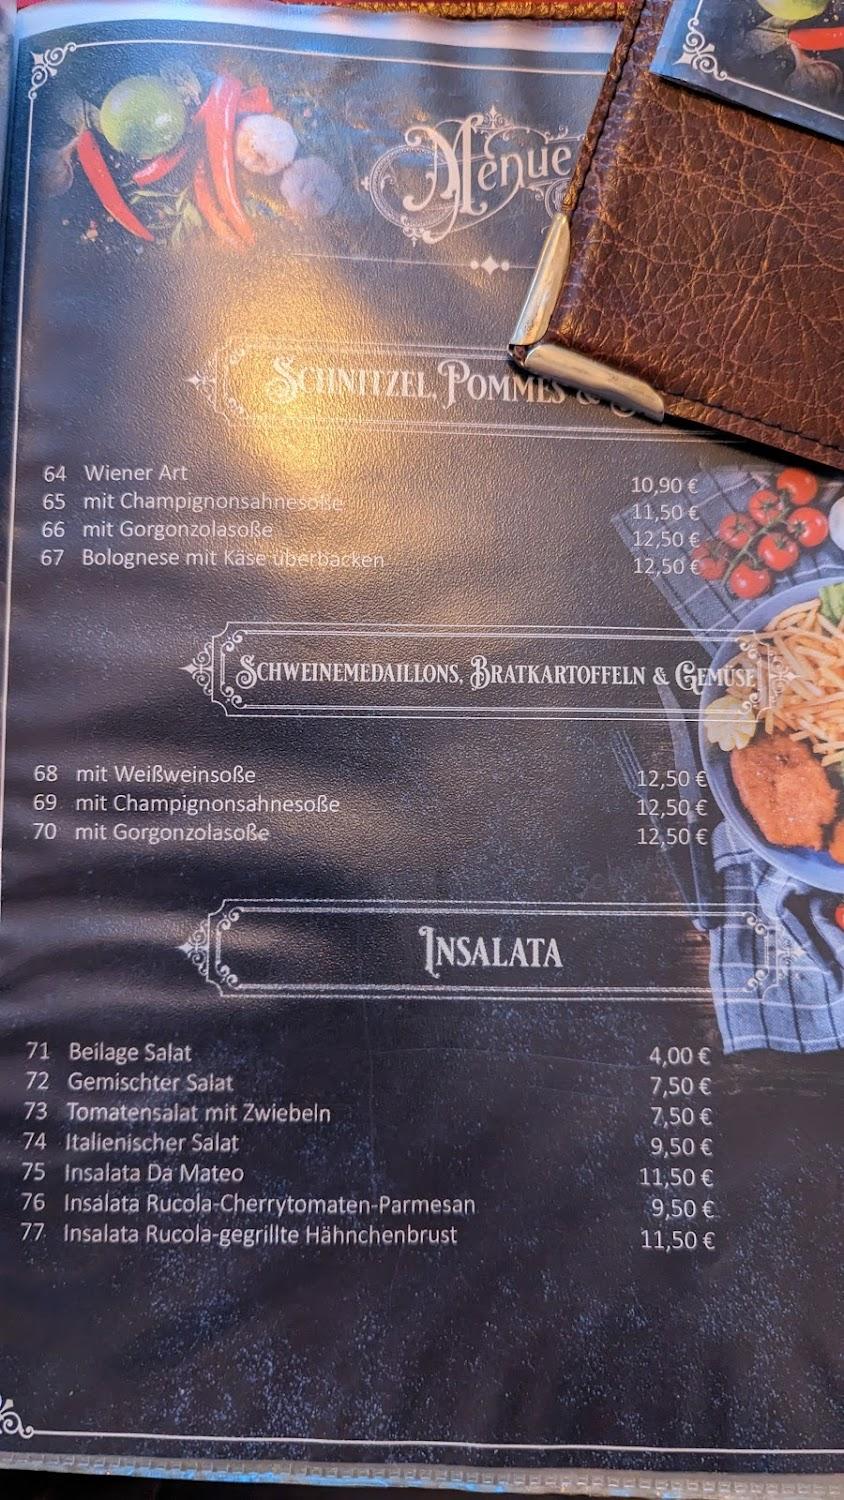 Menue
Schnitzel, Pommes &
64 Wiener Art 10,90 €
65 mit Champignonsahnesoße 11,50 €
66 mit Gorgonzolasoße 12,50 €
67 Bolognese mit Käse überbacken 12,50 €
Schweinemedaillons, Bratkartoffeln & Gemüse
68 mit Weißweinsoße 12,50 €
69 mit Champignonsahnesoße 12,50 €
70 mit Gorgonzolasoße 12,50 €
Insalata
71 Beilage Salat 4,00 €
72 Gemischter Salat 7,50 €
73 Tomatensalat mit Zwiebeln 7,50 €
74 Italienischer Salat 9,50 €
75 Insalata Da Mateo 11,50 €
76 Insalata Rucola-Cherrytomaten-Parmesan 9,50 €
77 Insalata Rucola-gegrillte Hähnchenbrust 11,50 €